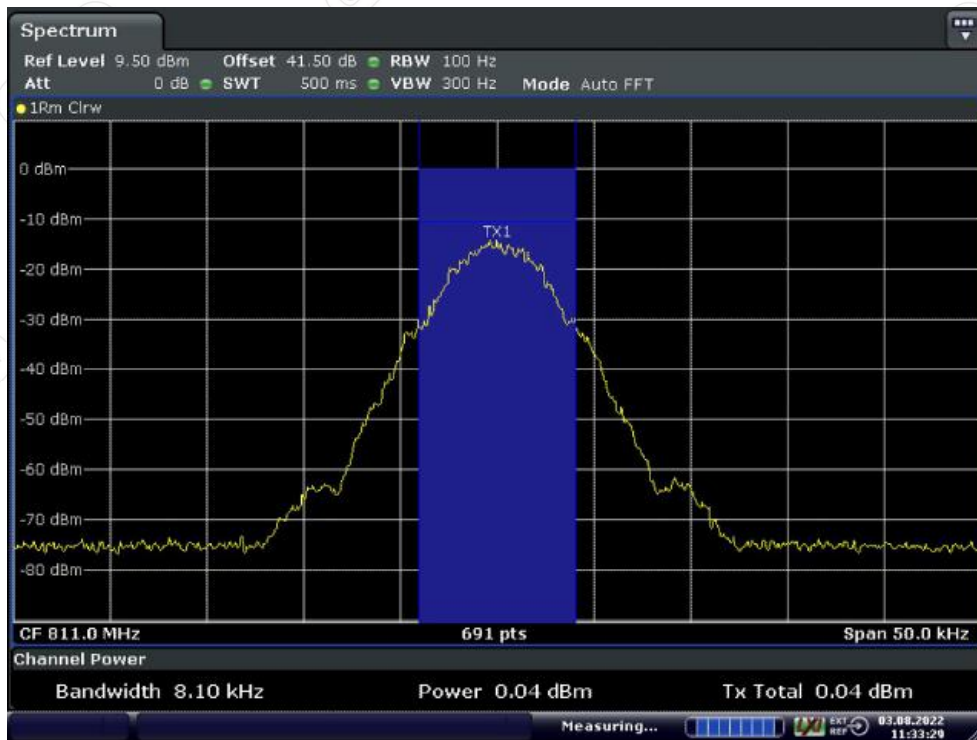 Spectrum
Ref Level 9.50 dBm Offset 41.50 dB RBW 100 Hz
Att 0 dB SWT 500 ms VBW 300 Hz Mode Auto FFT
1Rm Clrw
0 dBm
-10 dBm
TX1
-20 dBm
-30 dBm
-40 dBm
-50 dBm
-60 dBm
-70 dBm
-80 dBm
CF 811.0 MHz 691 pts Span 50.0 kHz
Channel Power
Bandwidth 8.10 kHz Power 0.04 dBm Tx Total 0.04 dBm
Measuring... EXT REF 03.08.2022
11:33:29